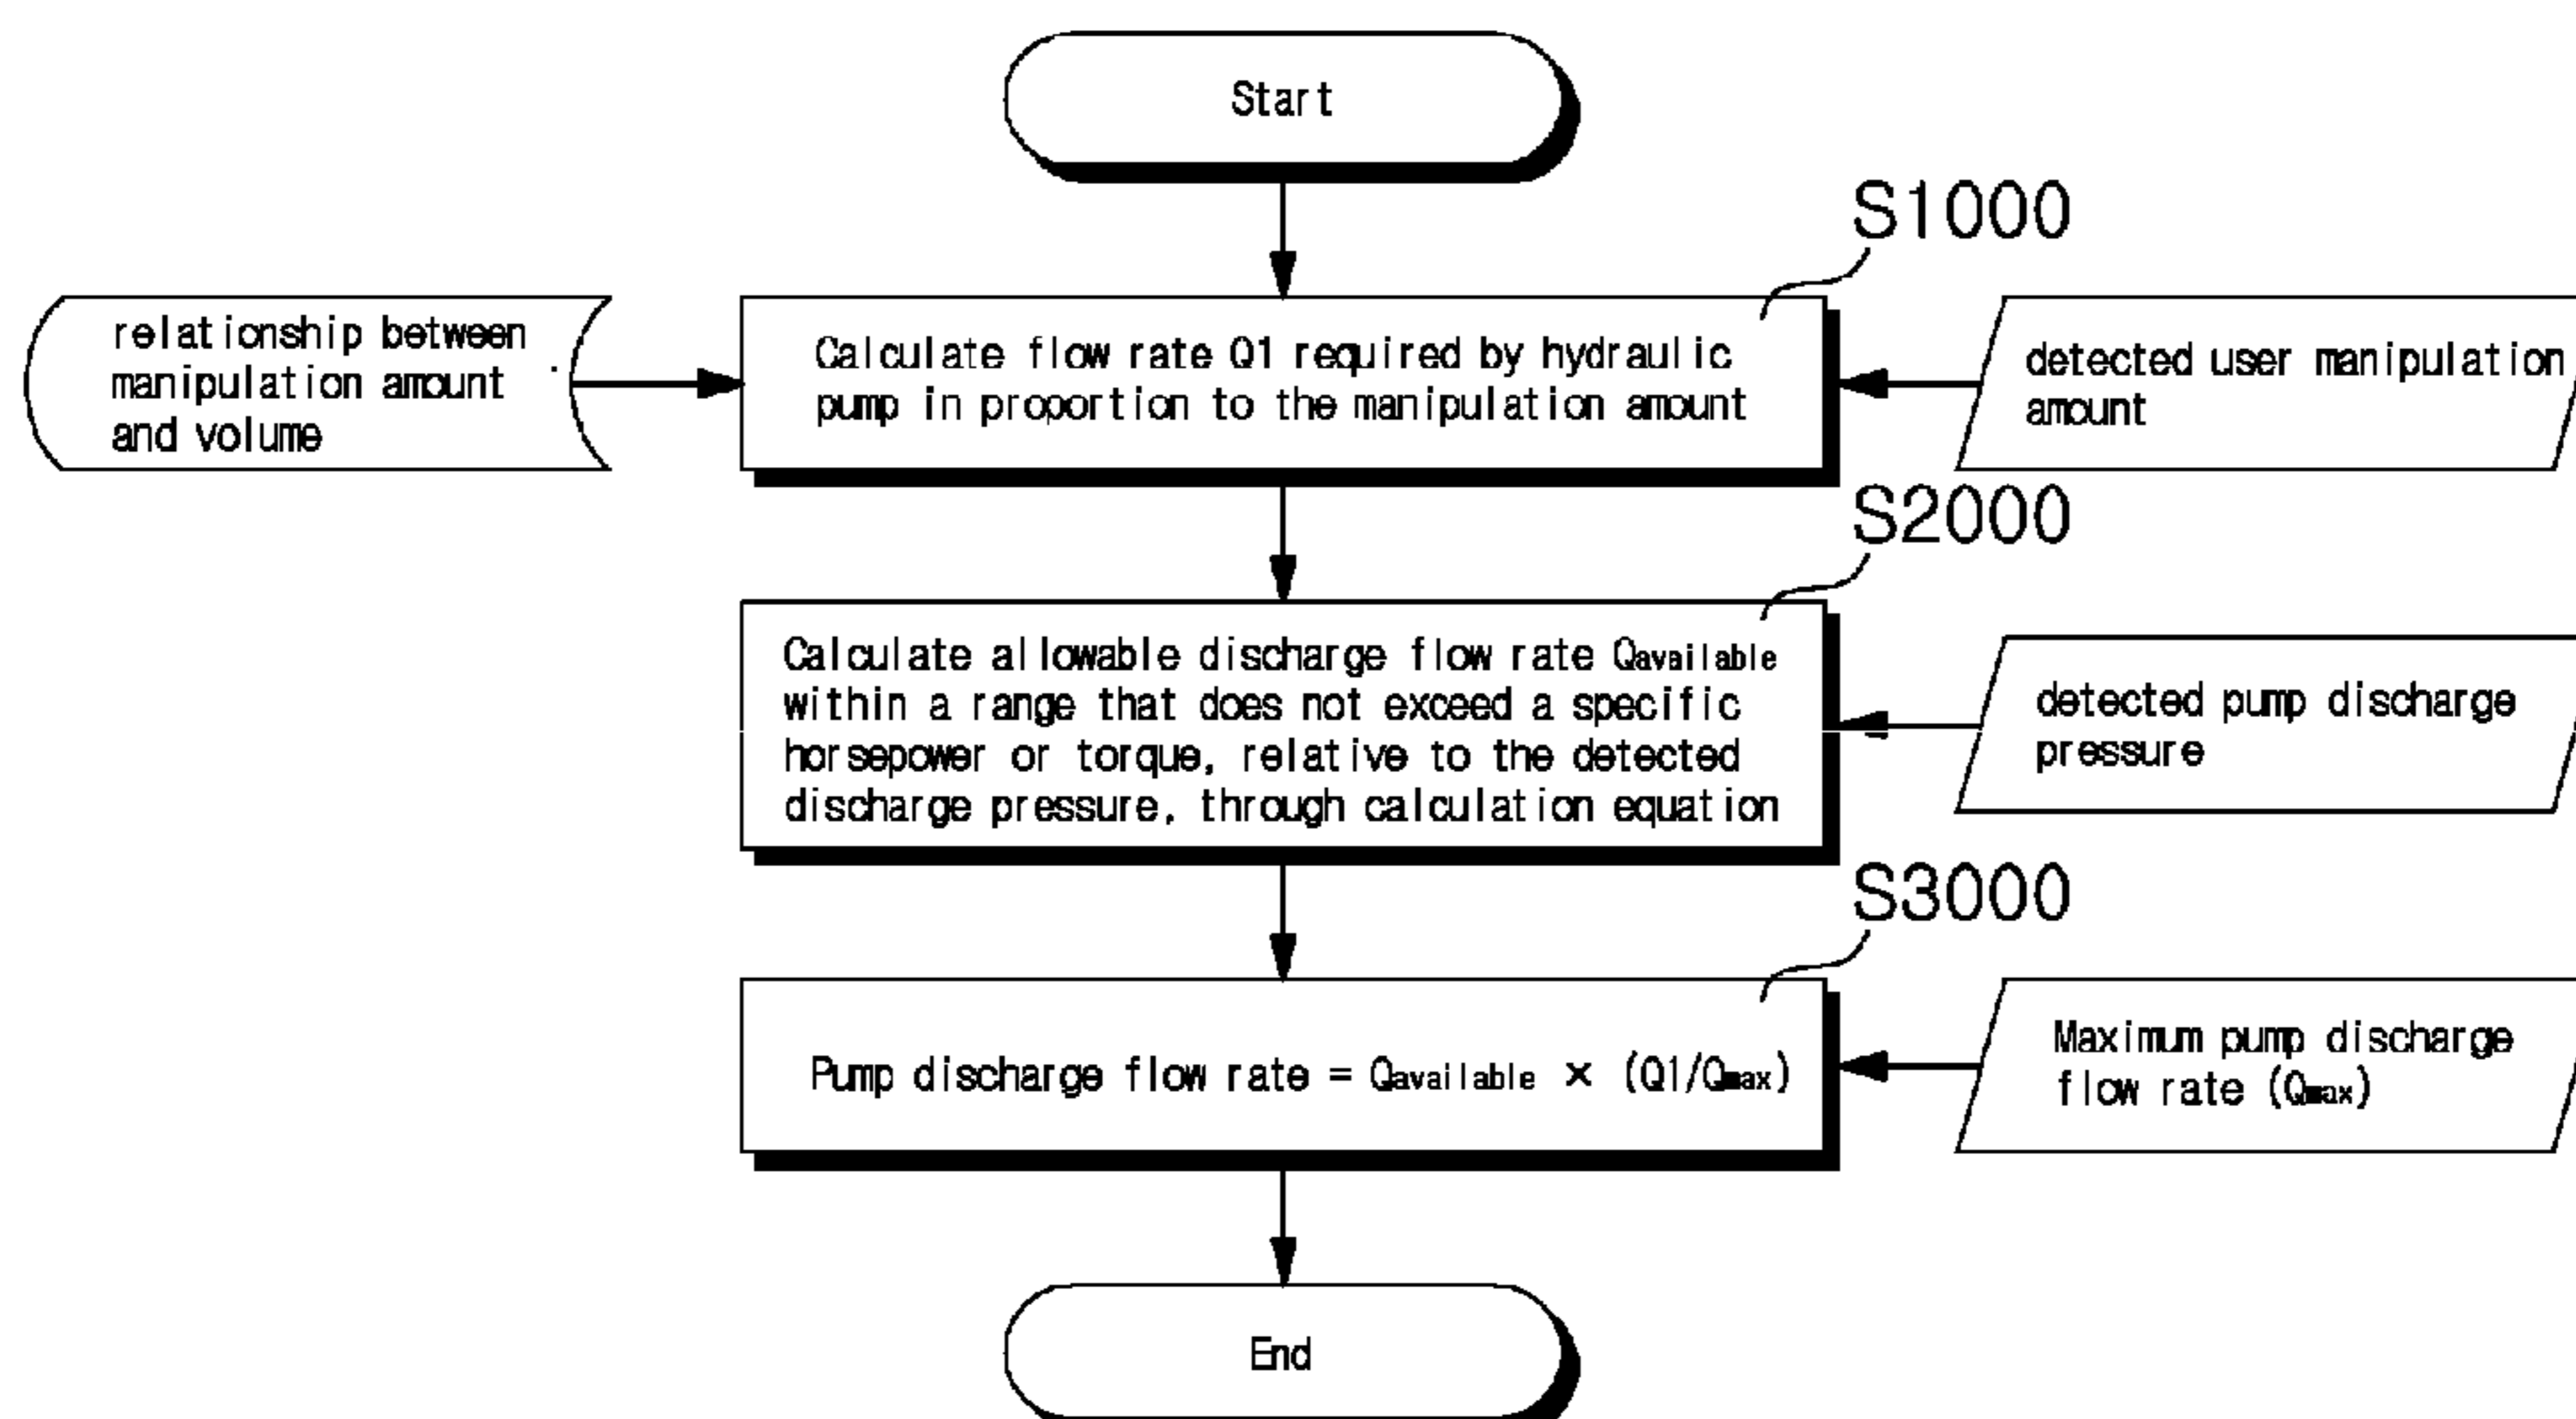 Start
S1000
relationship between
manipulation amount
and volume
Calculate flow rate Q1 required by hydraulic
pump in proportion to the manipulation amount
detected user manipulation
amount
S2000
Calculate allowable discharge flow rate Qavailable
within a range that does not exceed a specific
horsepower or torque, relative to the detected
discharge pressure, through calculation equation
detected pump discharge
pressure
S3000
Pump discharge flow rate = Qavailable × (Q1/Qmax)
Maximum pump discharge
flow rate (Qmax)
End